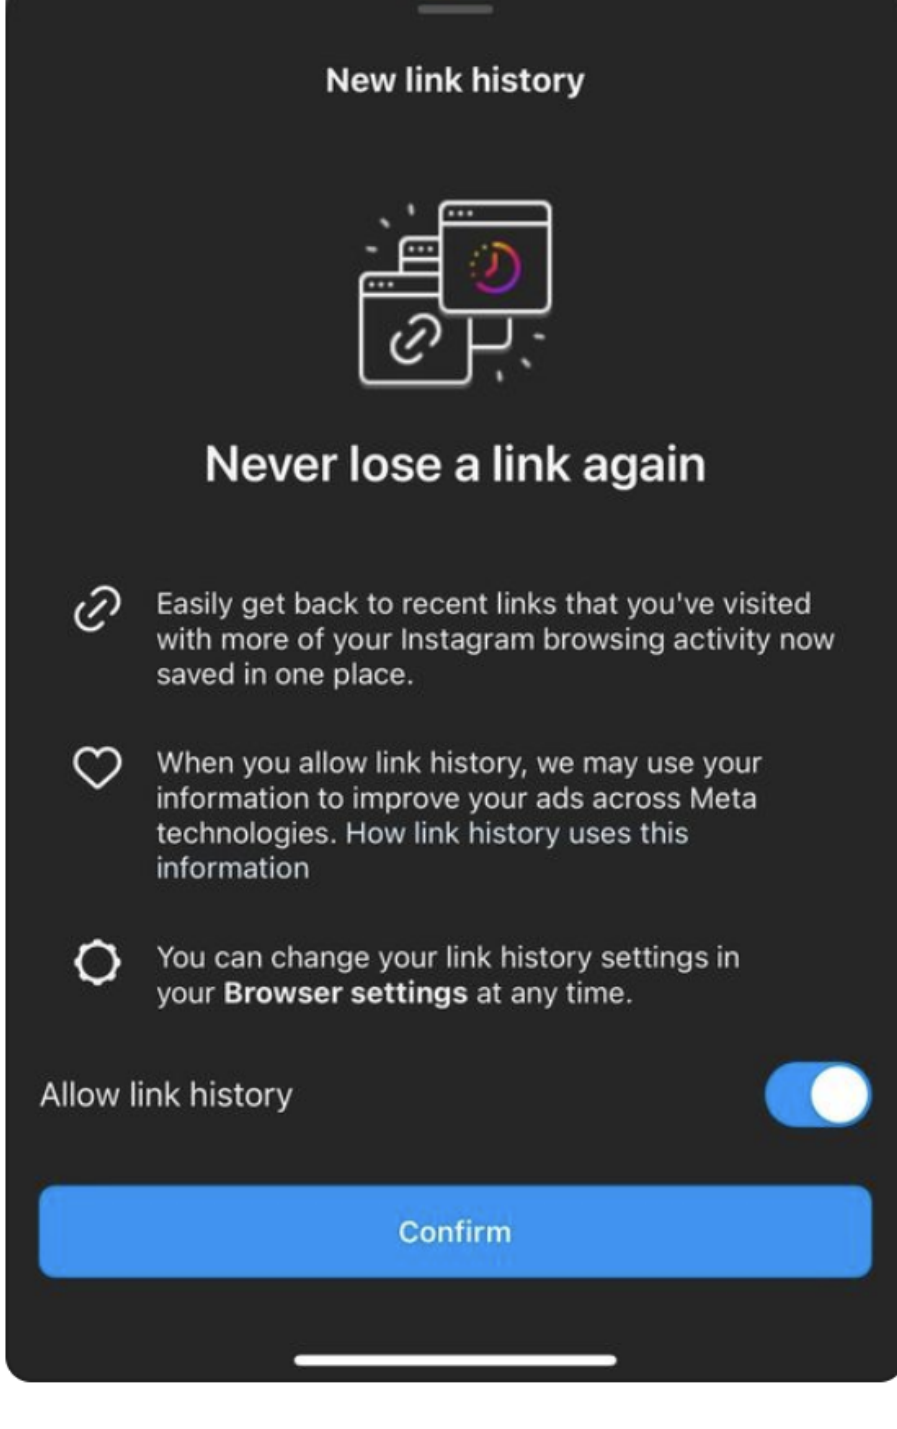 New link history
Never lose a link again
Easily get back to recent links that you've visited
with more of your Instagram browsing activity now
saved in one place.
When you allow link history, we may use your
information to improve your ads across Meta
technologies. How link history uses this
information
You can change your link history settings in
your Browser settings at any time.
Allow link history
Confirm